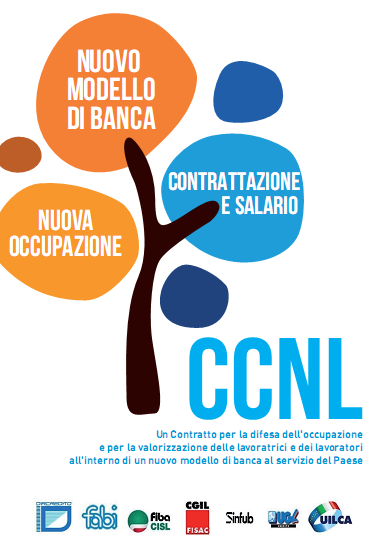 NUOVO
MODELLO
DI BANCA
CONTRATTAZIONE
E SALARIO
NUOVA
OCCUPAZIONE
CCNL
Un Contratto per la difesa dell'occupazione
e per la valorizzazione delle lavoratrici e dei lavoratori
all'interno di un nuovo modello di banca al servizio del Paese
DIRCREDITO
fabi
fiba
CISL
CGIL
FISAC
Sinfub
UGL
UILCA